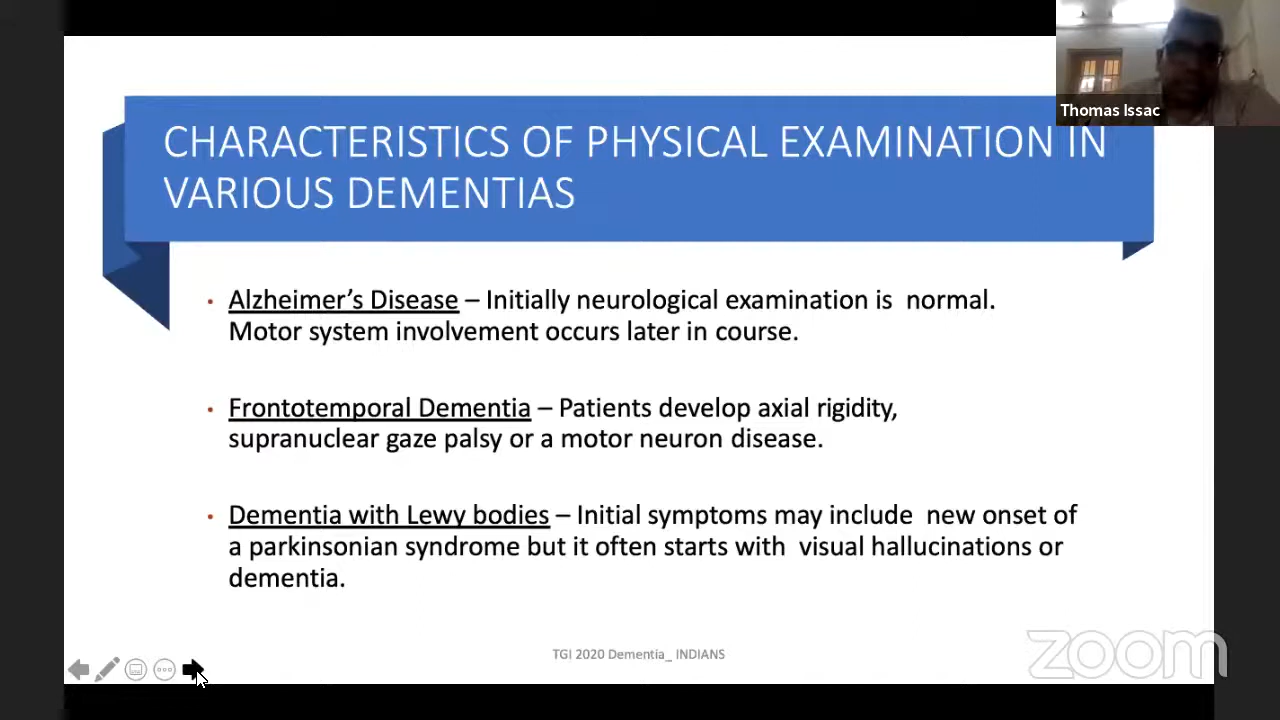 Thomas Issac
CHARACTERISTICS OF PHYSICAL EXAMINATION IN
VARIOUS DEMENTIAS
• Alzheimer’s Disease – Initially neurological examination is normal.
Motor system involvement occurs later in course.
• Frontotemporal Dementia – Patients develop axial rigidity,
supranuclear gaze palsy or a motor neuron disease.
• Dementia with Lewy bodies – Initial symptoms may include new onset of
a parkinsonian syndrome but it often starts with visual hallucinations or
dementia.
TGI 2020 Dementia_ INDIANS
zoom